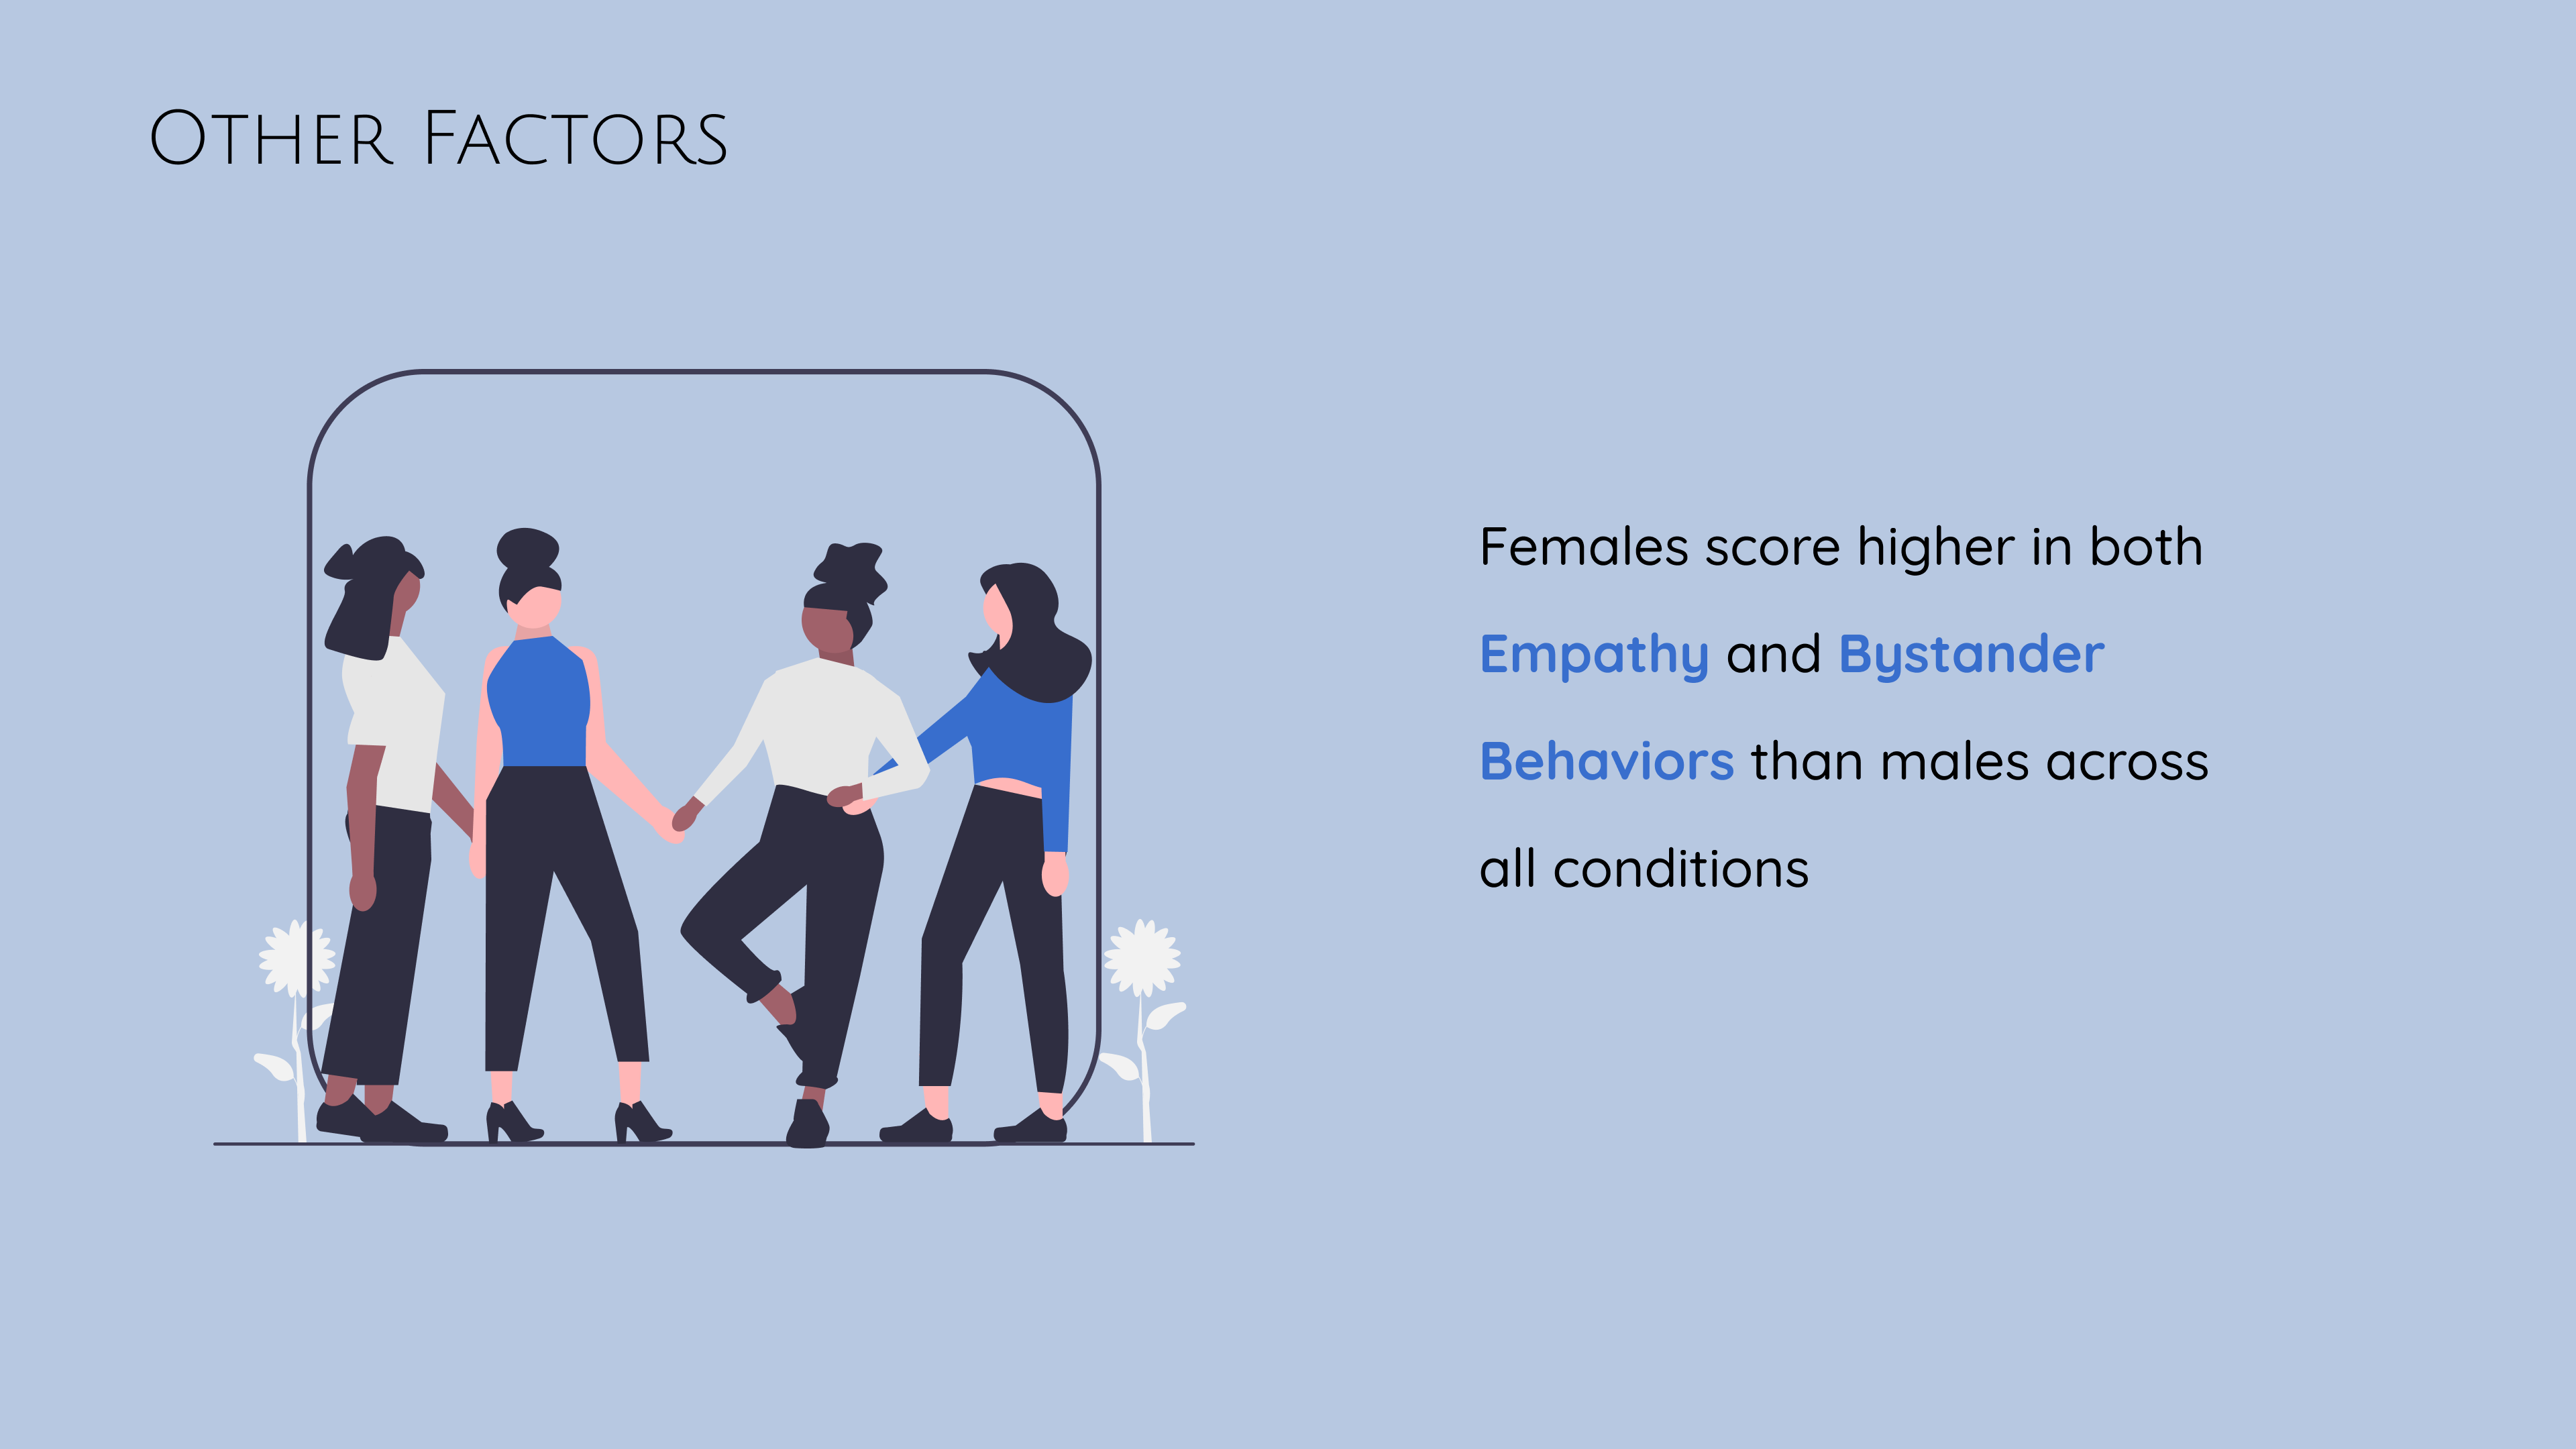 Other Factors
Females score higher in both
Empathy and Bystander
Behaviors than males across
all conditions